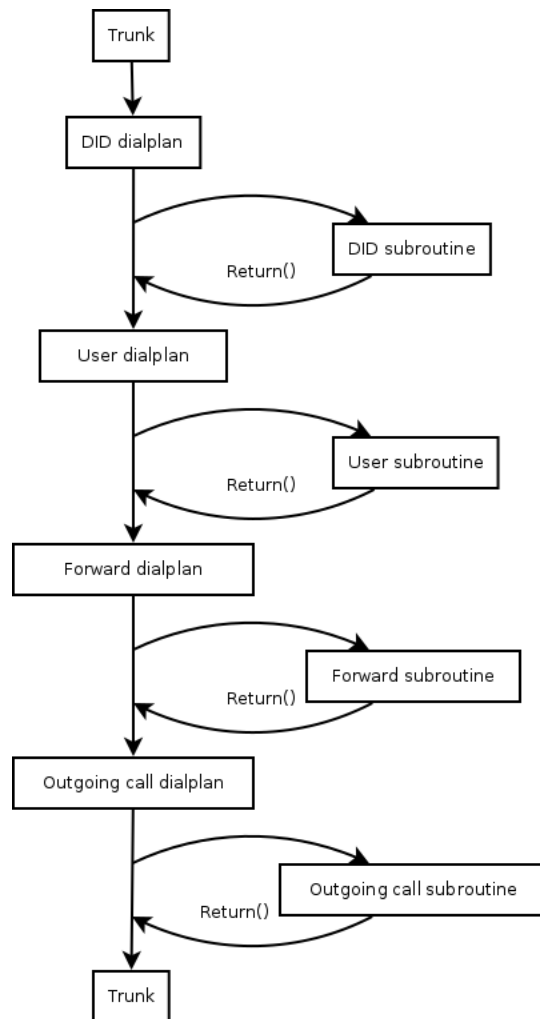 Trunk
DID dialplan
DID subroutine
Return()
User dialplan
User subroutine
Return()
Forward dialplan
Forward subroutine
Return()
Outgoing call dialplan
Outgoing call subroutine
Return()
Trunk